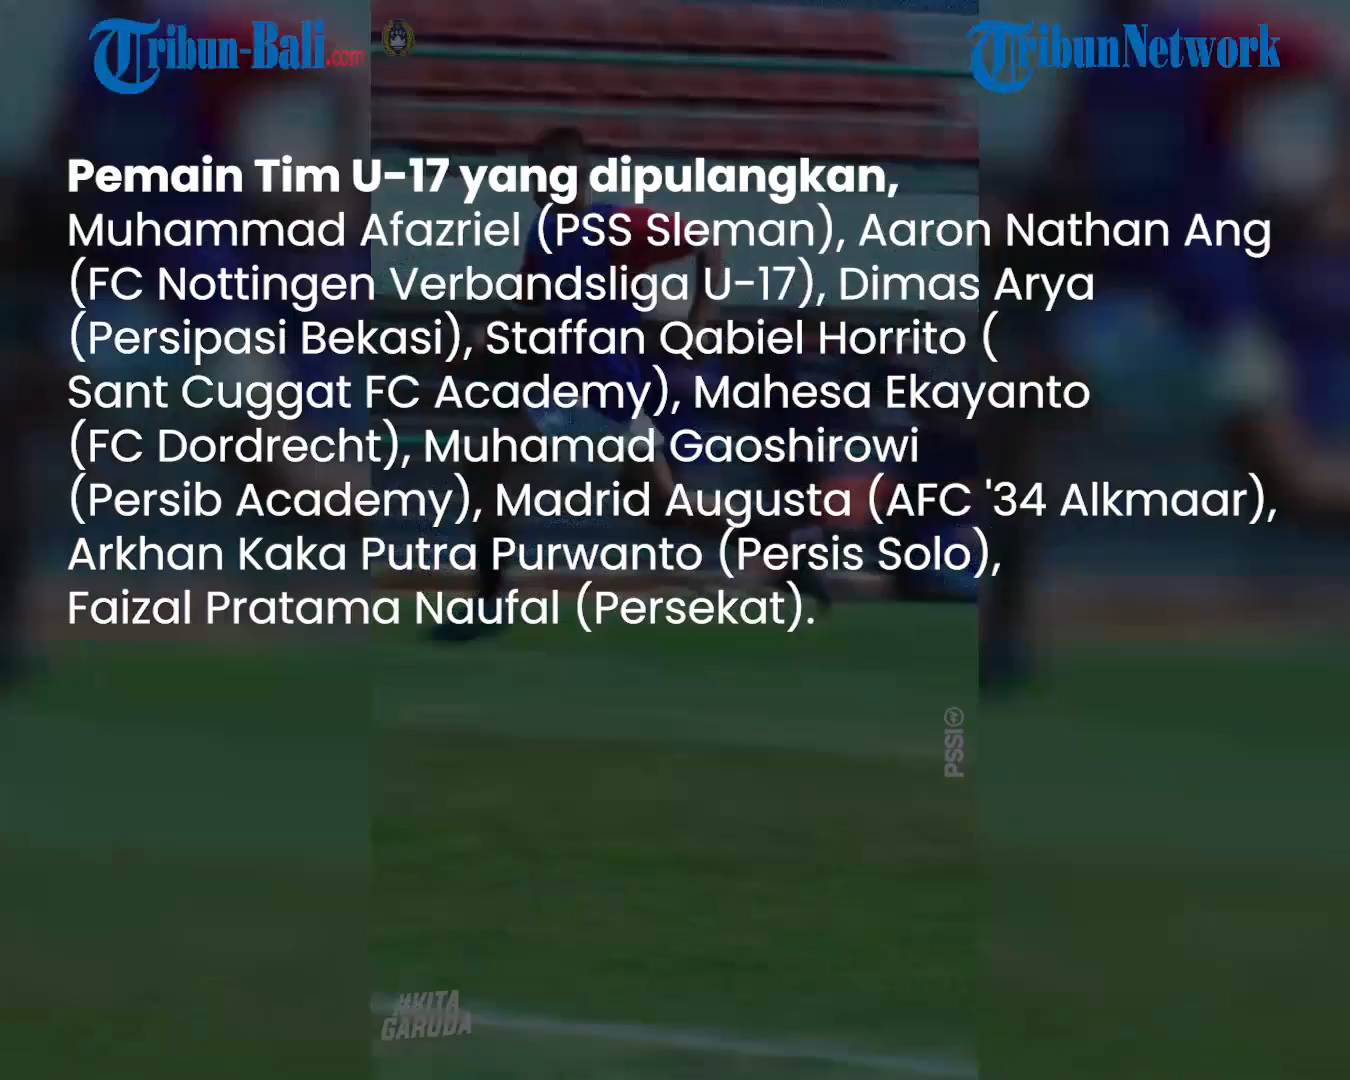 Tribun-Bali.com
TribunNetwork
Pemain Tim U-17 yang dipulangkan,
Muhammad Afazriel (PSS Sleman), Aaron Nathan Ang
(FC Nottingen Verbandsliga U-17), Dimas Arya
(Persipasi Bekasi), Staffan Qabiel Horrito (
Sant Cuggat FC Academy), Mahesa Ekayanto
(FC Dordrecht), Muhamad Gaoshirowi
(Persib Academy), Madrid Augusta (AFC '34 Alkmaar),
Arkhan Kaka Putra Purwanto (Persis Solo),
Faizal Pratama Naufal (Persekat).
PSSI
#KITA
GARUDA